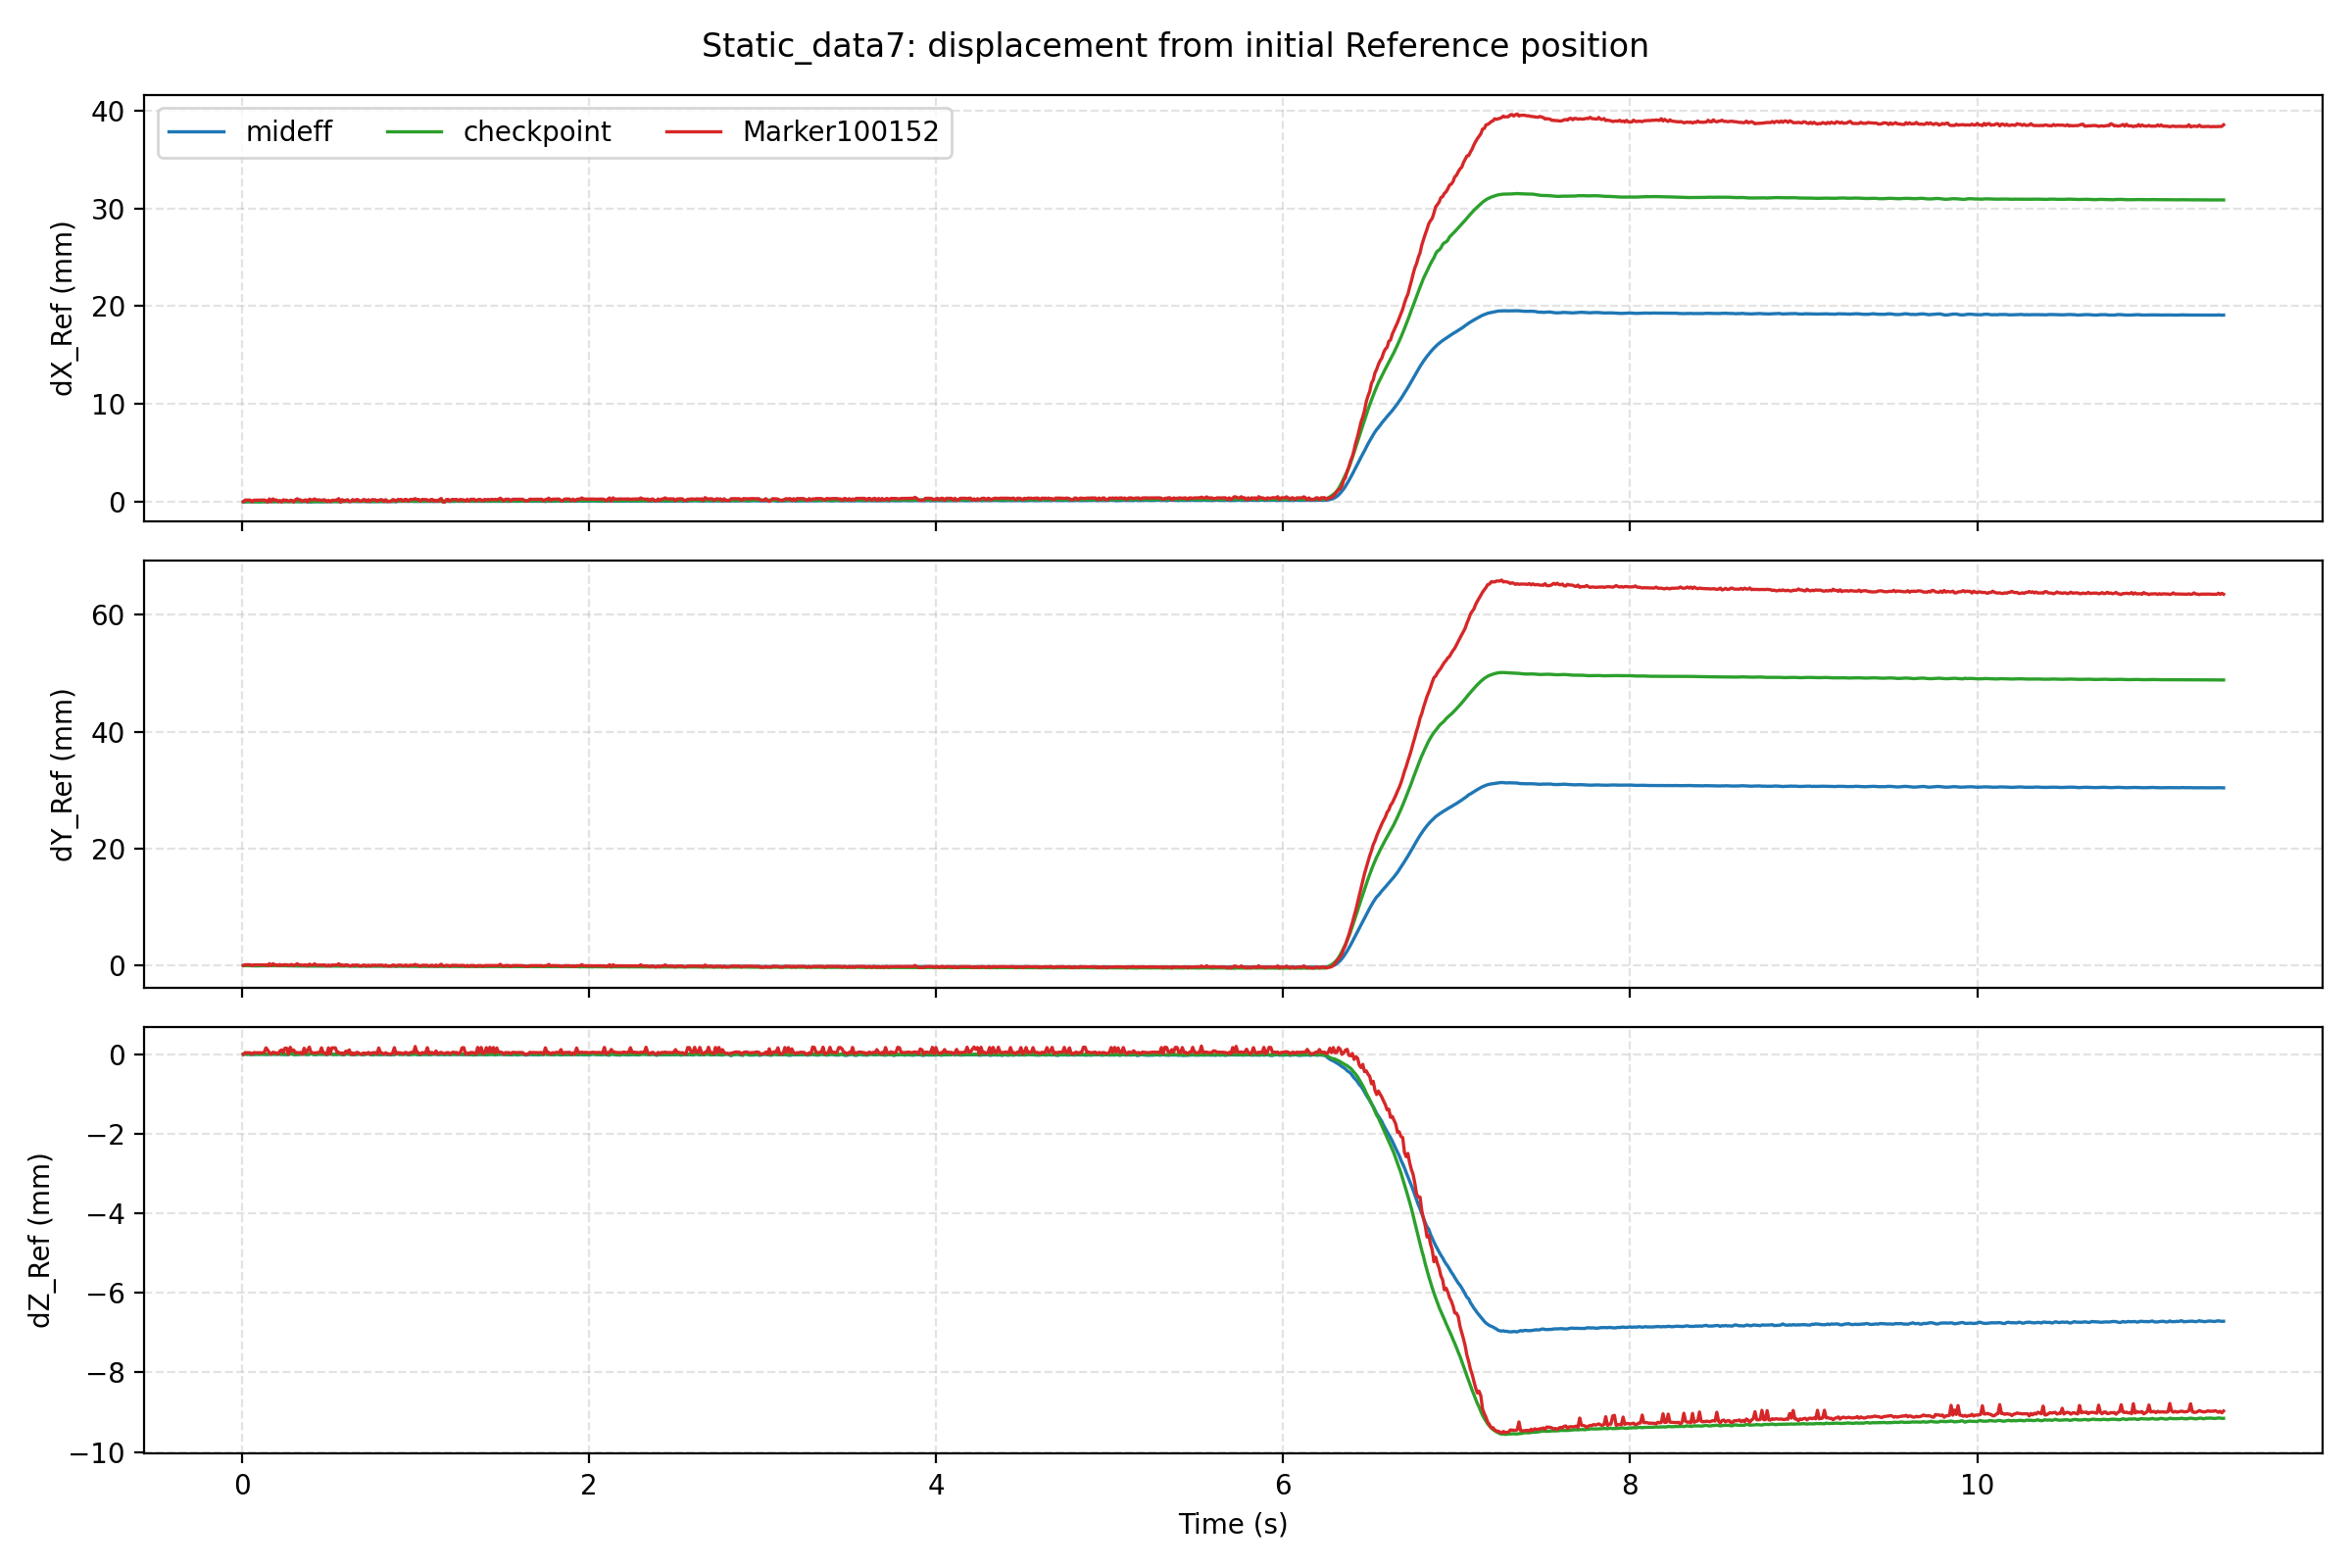 Static_data7: displacement from initial Reference position
mideff checkpoint Marker100152
40
30
20
10
0
dX_Ref (mm)
60
40
20
0
dY_Ref (mm)
0
−2
−4
−6
−8
−10
dZ_Ref (mm)
0 2 4 6 8 10
Time (s)